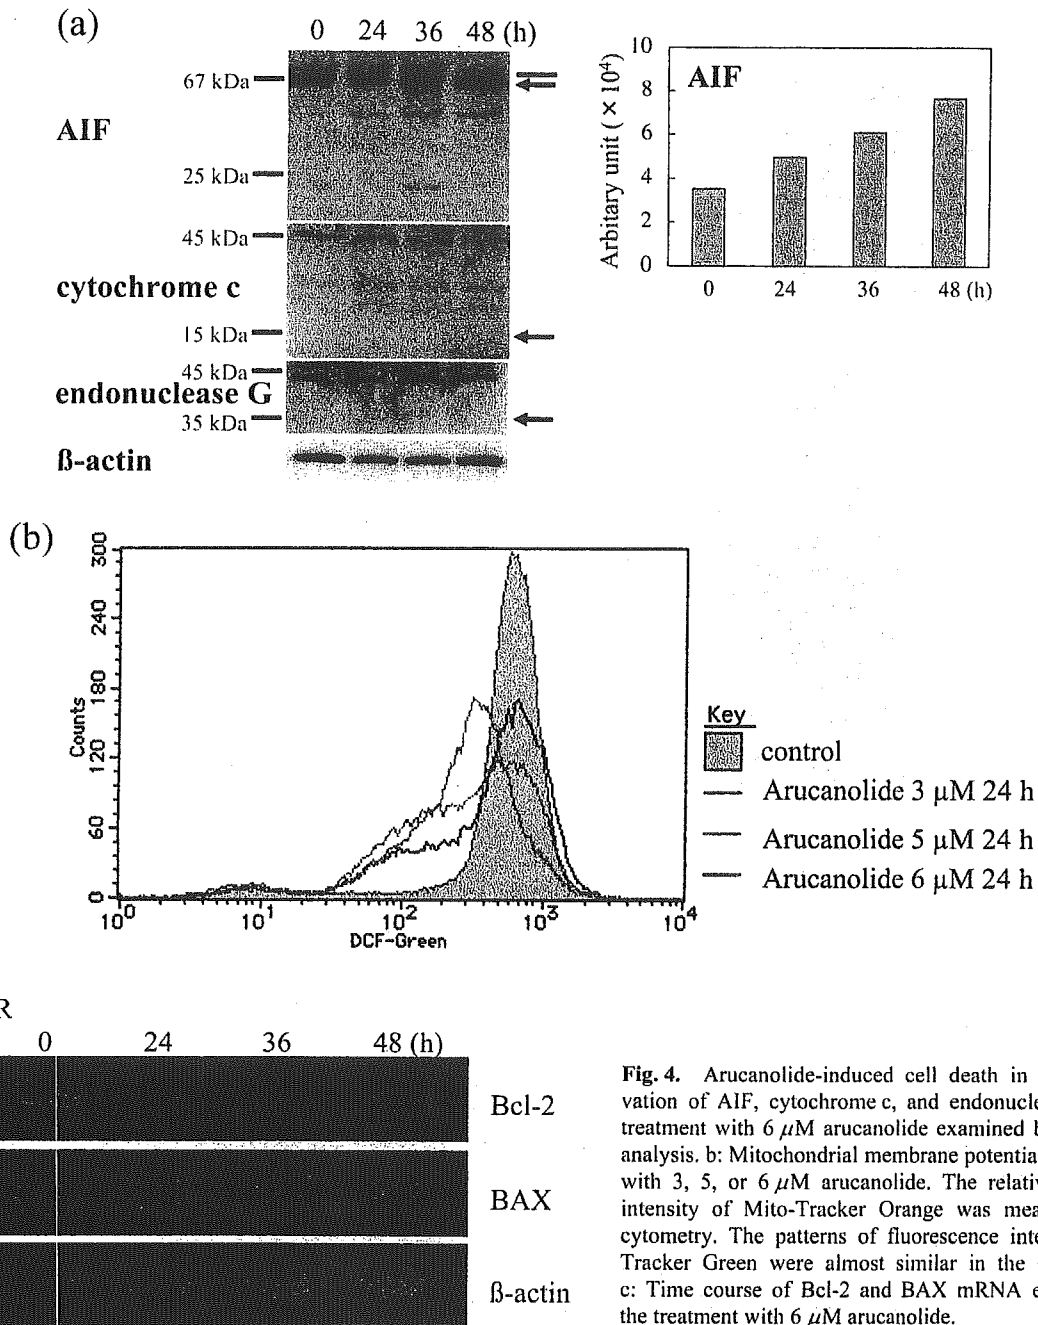 (a)
0 24 36 48 (h)
67 kDa
AIF
25 kDa
45 kDa
cytochrome c
15 kDa
45 kDa
endonuclease G
35 kDa
ß-actin
AIF
Arbitary unit ( × 10⁴)
10
8
6
4
2
0
0 24 36 48 (h)
(b)
Counts
300
240
180
120
60
0
10⁰ 10¹ 10² 10³ 10⁴
DCF-Green
Key
control
Arucanolide 3 µM 24 h
Arucanolide 5 µM 24 h
Arucanolide 6 µM 24 h
R
0 24 36 48 (h)
Bcl-2
BAX
ß-actin
Fig. 4. Arucanolide-induced cell death in
vation of AIF, cytochrome c, and endonucle
treatment with 6 µM arucanolide examined b
analysis. b: Mitochondrial membrane potentia
with 3, 5, or 6 µM arucanolide. The relativ
intensity of Mito-Tracker Orange was mea
cytometry. The patterns of fluorescence inte
Tracker Green were almost similar in the
c: Time course of Bcl-2 and BAX mRNA e
the treatment with 6 µM arucanolide.